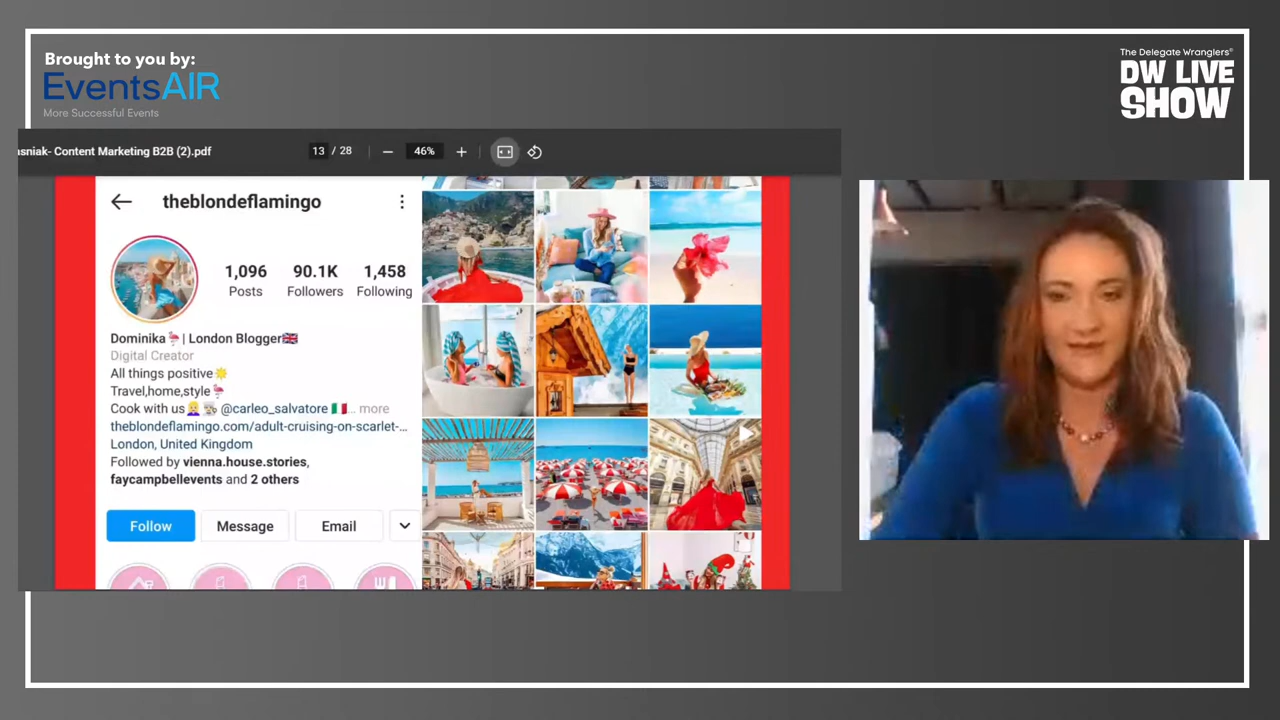 Brought to you by:
EventsAIR
More Successful Events
The Delegate Wranglers®
DW LIVE
SHOW
asniak- Content Marketing B2B (2).pdf
13 / 28
46%
theblondeflamingo
1,096 90.1K 1,458
Posts Followers Following
Dominika🦩| London Blogger🇬🇧
Digital Creator
All things positive☀️
Travel,home,style🦩
Cook with us 👱‍♀️👨‍🍳 @carleo_salvatore 🇮🇹... more
theblondeflamingo.com/adult-cruising-on-scarlet-...
London, United Kingdom
Followed by vienna.house.stories,
faycampbellevents and 2 others
Follow Message Email